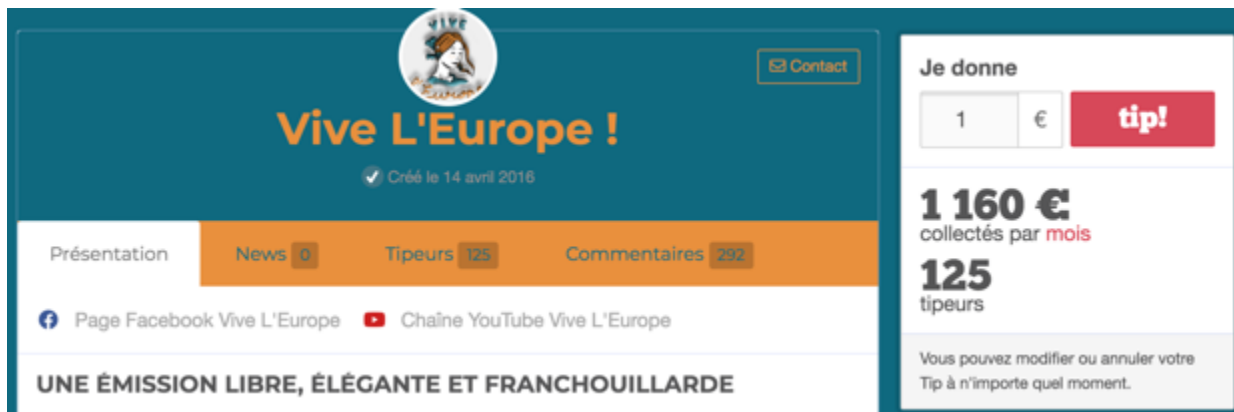 VIVE
L'Europe
Contact
Vive L'Europe !
Créé le 14 avril 2016
Présentation
News 0
Tipeurs 125
Commentaires 292
Page Facebook Vive L'Europe
Chaîne YouTube Vive L'Europe
UNE ÉMISSION LIBRE, ÉLÉGANTE ET FRANCHOUILLARDE
Je donne
1 €
tip!
1 160 €
collectés par mois
125
tipeurs
Vous pouvez modifier ou annuler votre
Tip à n'importe quel moment.